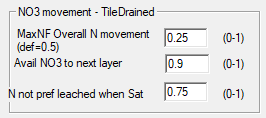 NO3 movement - TileDrained
MaxNF Overall N movement 0.25 (0-1)
(def=0.5)
Avail NO3 to next layer 0.9 (0-1)
N not pref leached when Sat 0.75 (0-1)